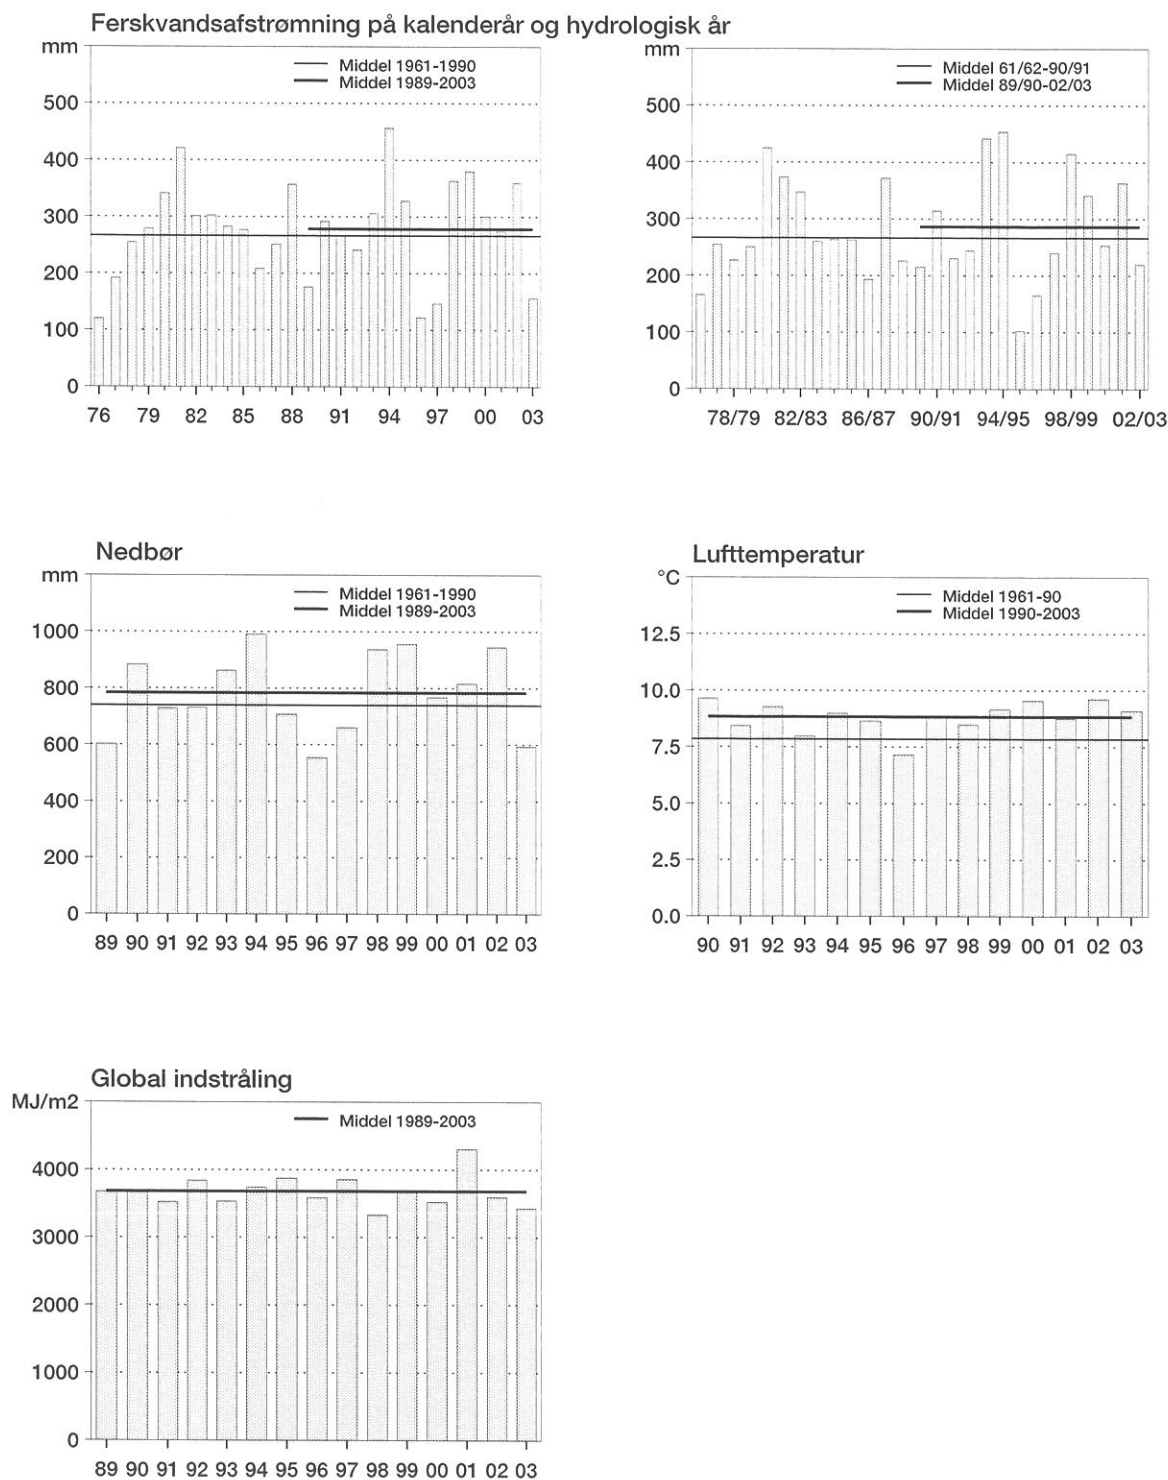 Ferskvandsafstrømning på kalenderår og hydrologisk år
mm
Middel 1961-1990
Middel 1989-2003
500
400
300
200
100
0
76 79 82 85 88 91 94 97 00 03
mm
Middel 61/62-90/91
Middel 89/90-02/03
500
400
300
200
100
0
78/79 82/83 86/87 90/91 94/95 98/99 02/03
Nedbør
mm
Middel 1961-1990
Middel 1989-2003
1000
800
600
400
200
0
89 90 91 92 93 94 95 96 97 98 99 00 01 02 03
Lufttemperatur
°C
Middel 1961-90
Middel 1990-2003
12.5
10.0
7.5
5.0
2.5
0.0
90 91 92 93 94 95 96 97 98 99 00 01 02 03
Global indstråling
MJ/m2
Middel 1989-2003
4000
3000
2000
1000
0
89 90 91 92 93 94 95 96 97 98 99 00 01 02 03